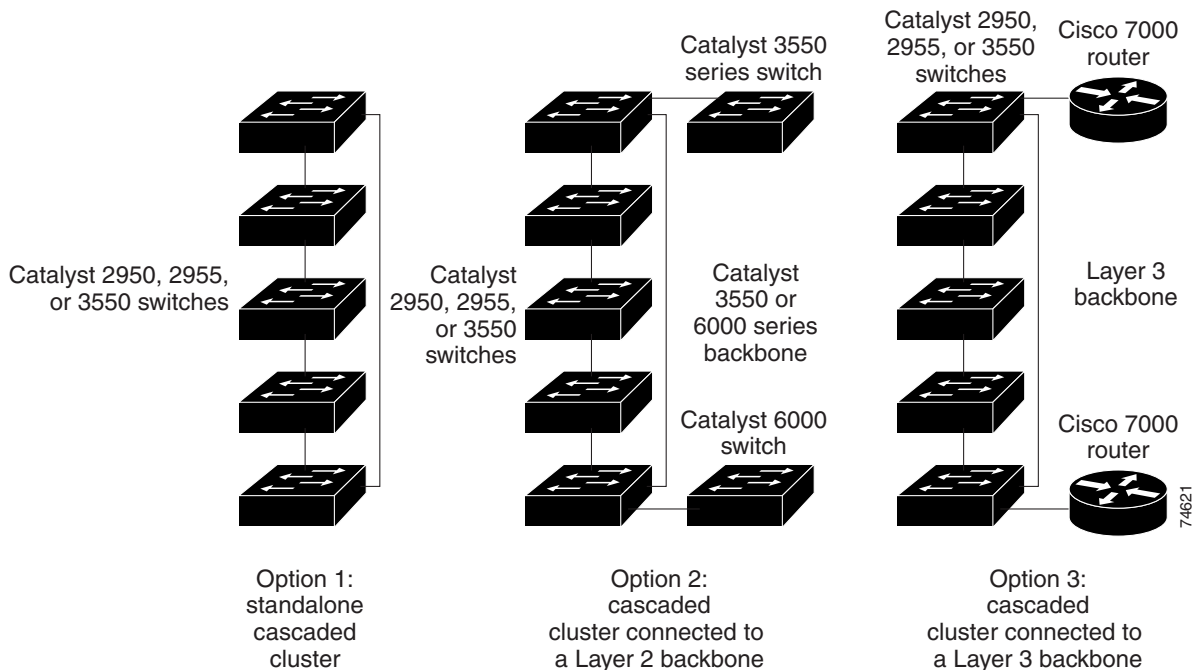 Catalyst 3550
series switch
Catalyst 2950,
2955, or 3550
switches
Cisco 7000
router
Catalyst 2950, 2955,
or 3550 switches
Catalyst
2950, 2955,
or 3550
switches
Catalyst
3550 or
6000 series
backbone
Layer 3
backbone
Catalyst 6000
switch
Cisco 7000
router
74621
Option 1:
standalone
cascaded
cluster
Option 2:
cascaded
cluster connected to
a Layer 2 backbone
Option 3:
cascaded
cluster connected to
a Layer 3 backbone